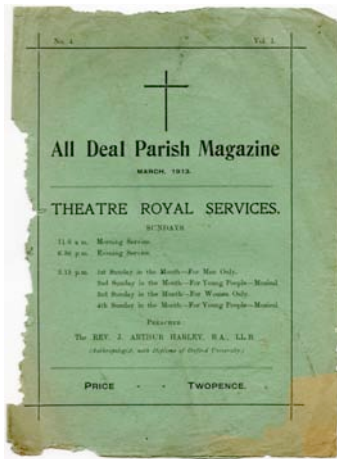 No. 4. Vol. 1.
All Deal Parish Magazine
MARCH, 1913.
THEATRE ROYAL SERVICES.
SUNDAYS
11.0 a.m. Morning Service.
6.30 p.m. Evening Service.
3.15 p.m. 1st Sunday in the Month—For Men Only.
2nd Sunday in the Month—For Young People—Musical.
3rd Sunday in the Month—For Women Only.
4th Sunday in the Month—For Young People—Musical.
PREACHER:
The REV. J. ARTHUR HARLEY, B.A., LL.B.
(Anthropologist, with Diploma of Oxford University)
PRICE - - TWOPENCE.